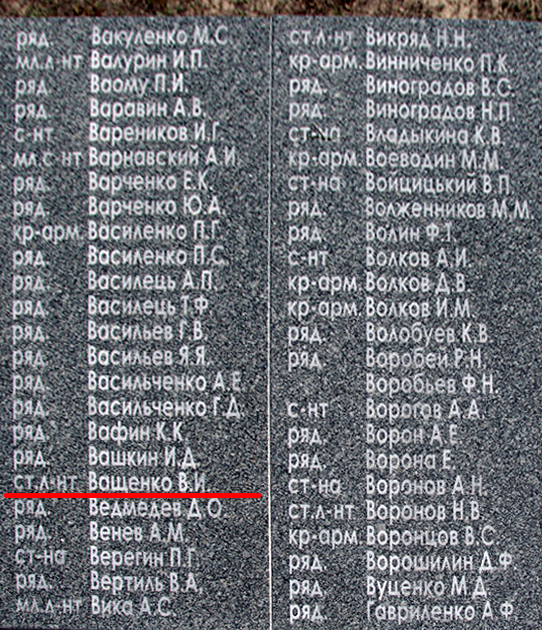 ряд. Вакуленко М.С.
мл.л-нт Валурин И.П.
ряд. Ваому П.И.
ряд. Варавин А.В.
с-нт Вареников И.Г.
мл.с-нт Варнавский А.И.
ряд. Варченко Е.К.
ряд. Варченко Ю.А.
кр-арм. Василенко П.Г.
ряд. Василенко П.С.
ряд. Василець А.П.
ряд. Василець Т.Ф.
ряд. Васильев Г.В.
ряд. Васильев Я.Я.
ряд. Васильченко А.Е.
ряд. Васильченко Г.Д.
ряд. Вафин К.К.
ряд. Вашкин И.Д.
ст.л-нт Ващенко В.И.
ряд. Ведмедев Д.О.
ряд. Венев А.М.
ст-на Верегин П.Г.
ряд. Вертиль В.А.
мл.л-нт Вика А.С.
ст.л-нт Викряд Н.Н.
кр-арм. Винниченко П.К.
ряд. Виноградов В.С.
ряд. Виноградов Н.П.
ст-на Владыкина К.В.
кр-арм. Воеводин М.М.
ст-на Войцицький В.П.
ряд. Волженников М.М.
ряд. Волин Ф.Т.
с-нт Волков А.И.
кр-арм. Волков Д.В.
кр-арм. Волков И.М.
ряд. Волобуев К.В.
ряд. Воробей Р.Н.
Воробьев Ф.Н.
с-нт Ворогов А.А.
ряд. Ворон А.Е.
ряд. Ворона Е.
ст-на Воронов А.Н.
ст.л-нт Воронов Н.В.
кр-арм. Воронцов В.С.
ряд. Ворошилин Д.Ф.
ряд. Вуценко М.Д.
ряд. Гавриленко А.Ф.